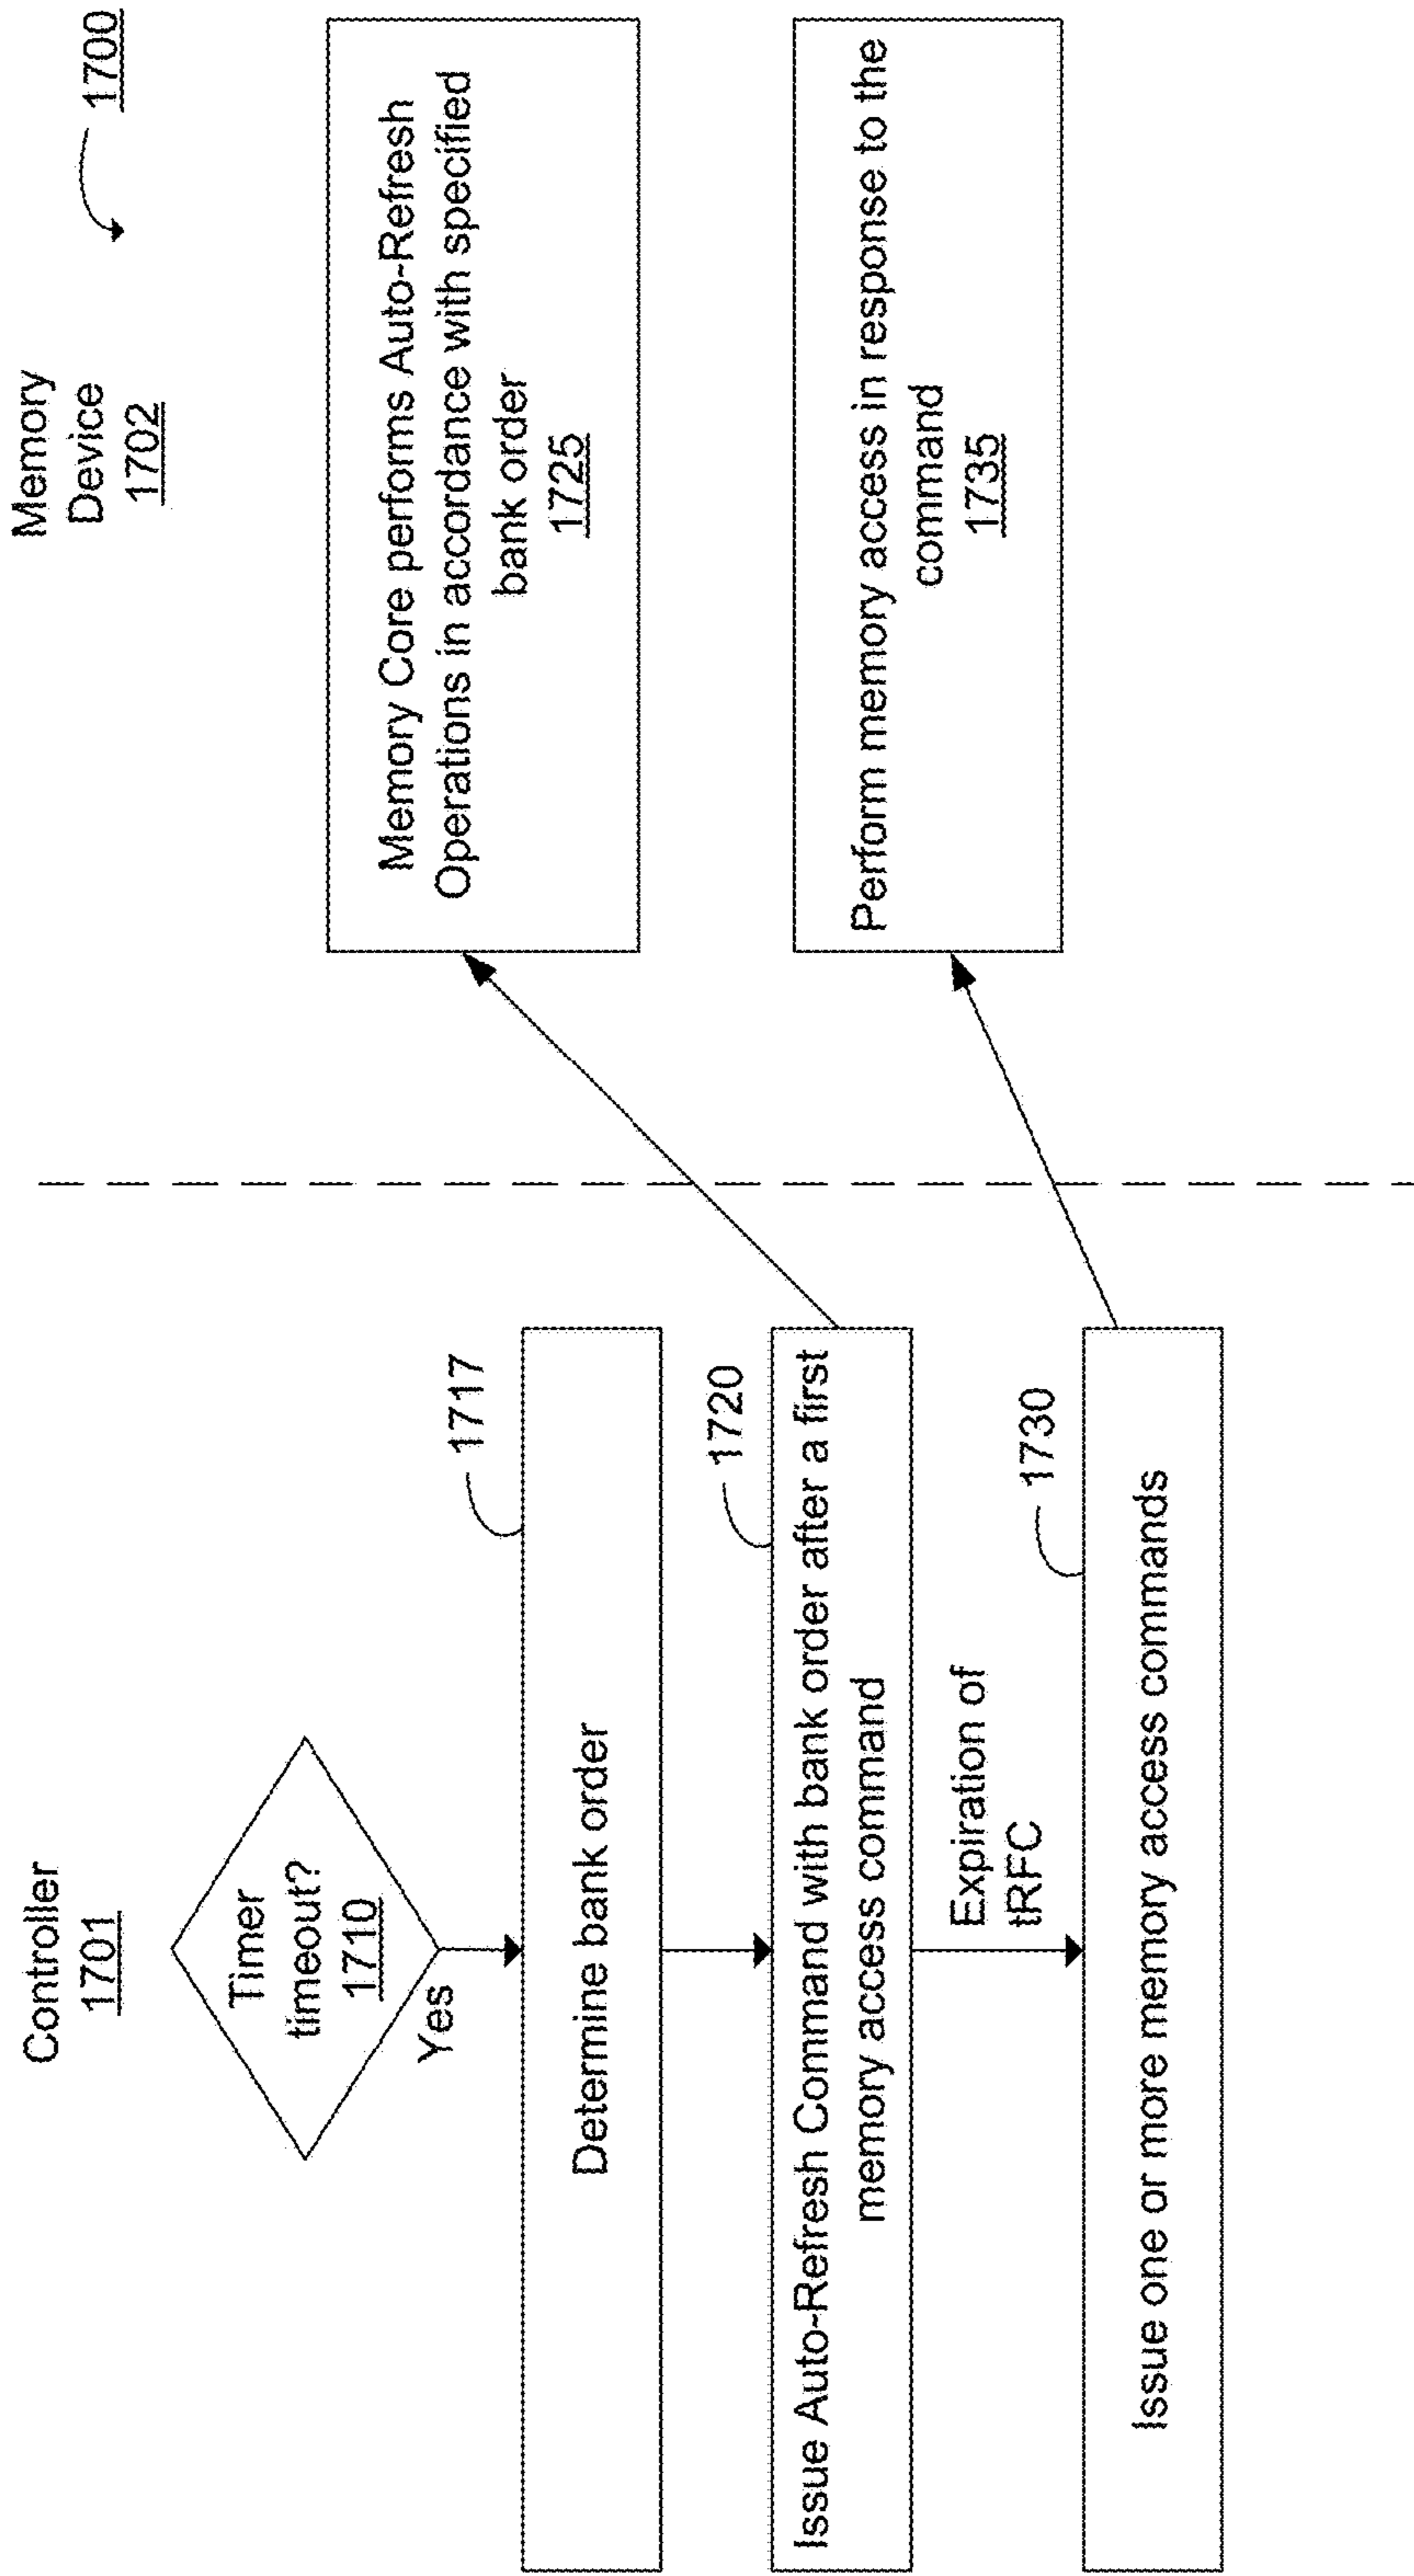 Controller
1701
Memory
Device
1702
1700
Timer
timeout?
1710
Yes
1717
Determine bank order
1720
Issue Auto-Refresh Command with bank order after a first
memory access command
Expiration of
tRFC
1730
Issue one or more memory access commands
Memory Core performs Auto-Refresh
Operations in accordance with specified
bank order
1725
Perform memory access in response to the
command
1735